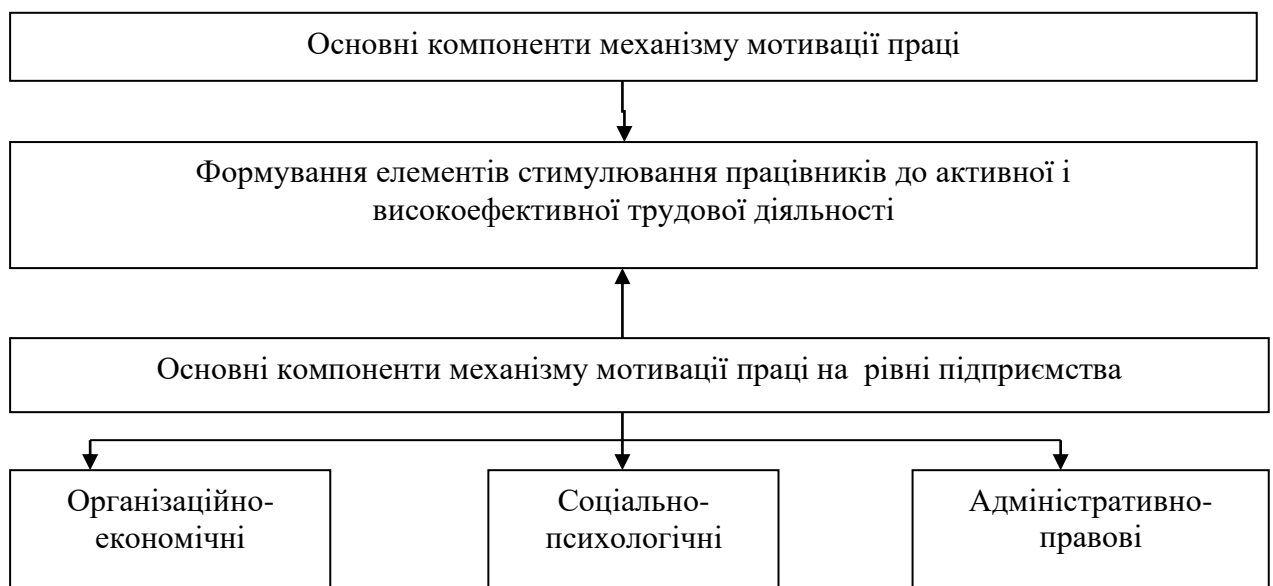 Основні компоненти механізму мотивації праці
Формування елементів стимулювання працівників до активної і
високоефективної трудової діяльності
Основні компоненти механізму мотивації праці на рівні підприємства
Організаційно-
економічні
Соціально-
психологічні
Адміністративно-
правові